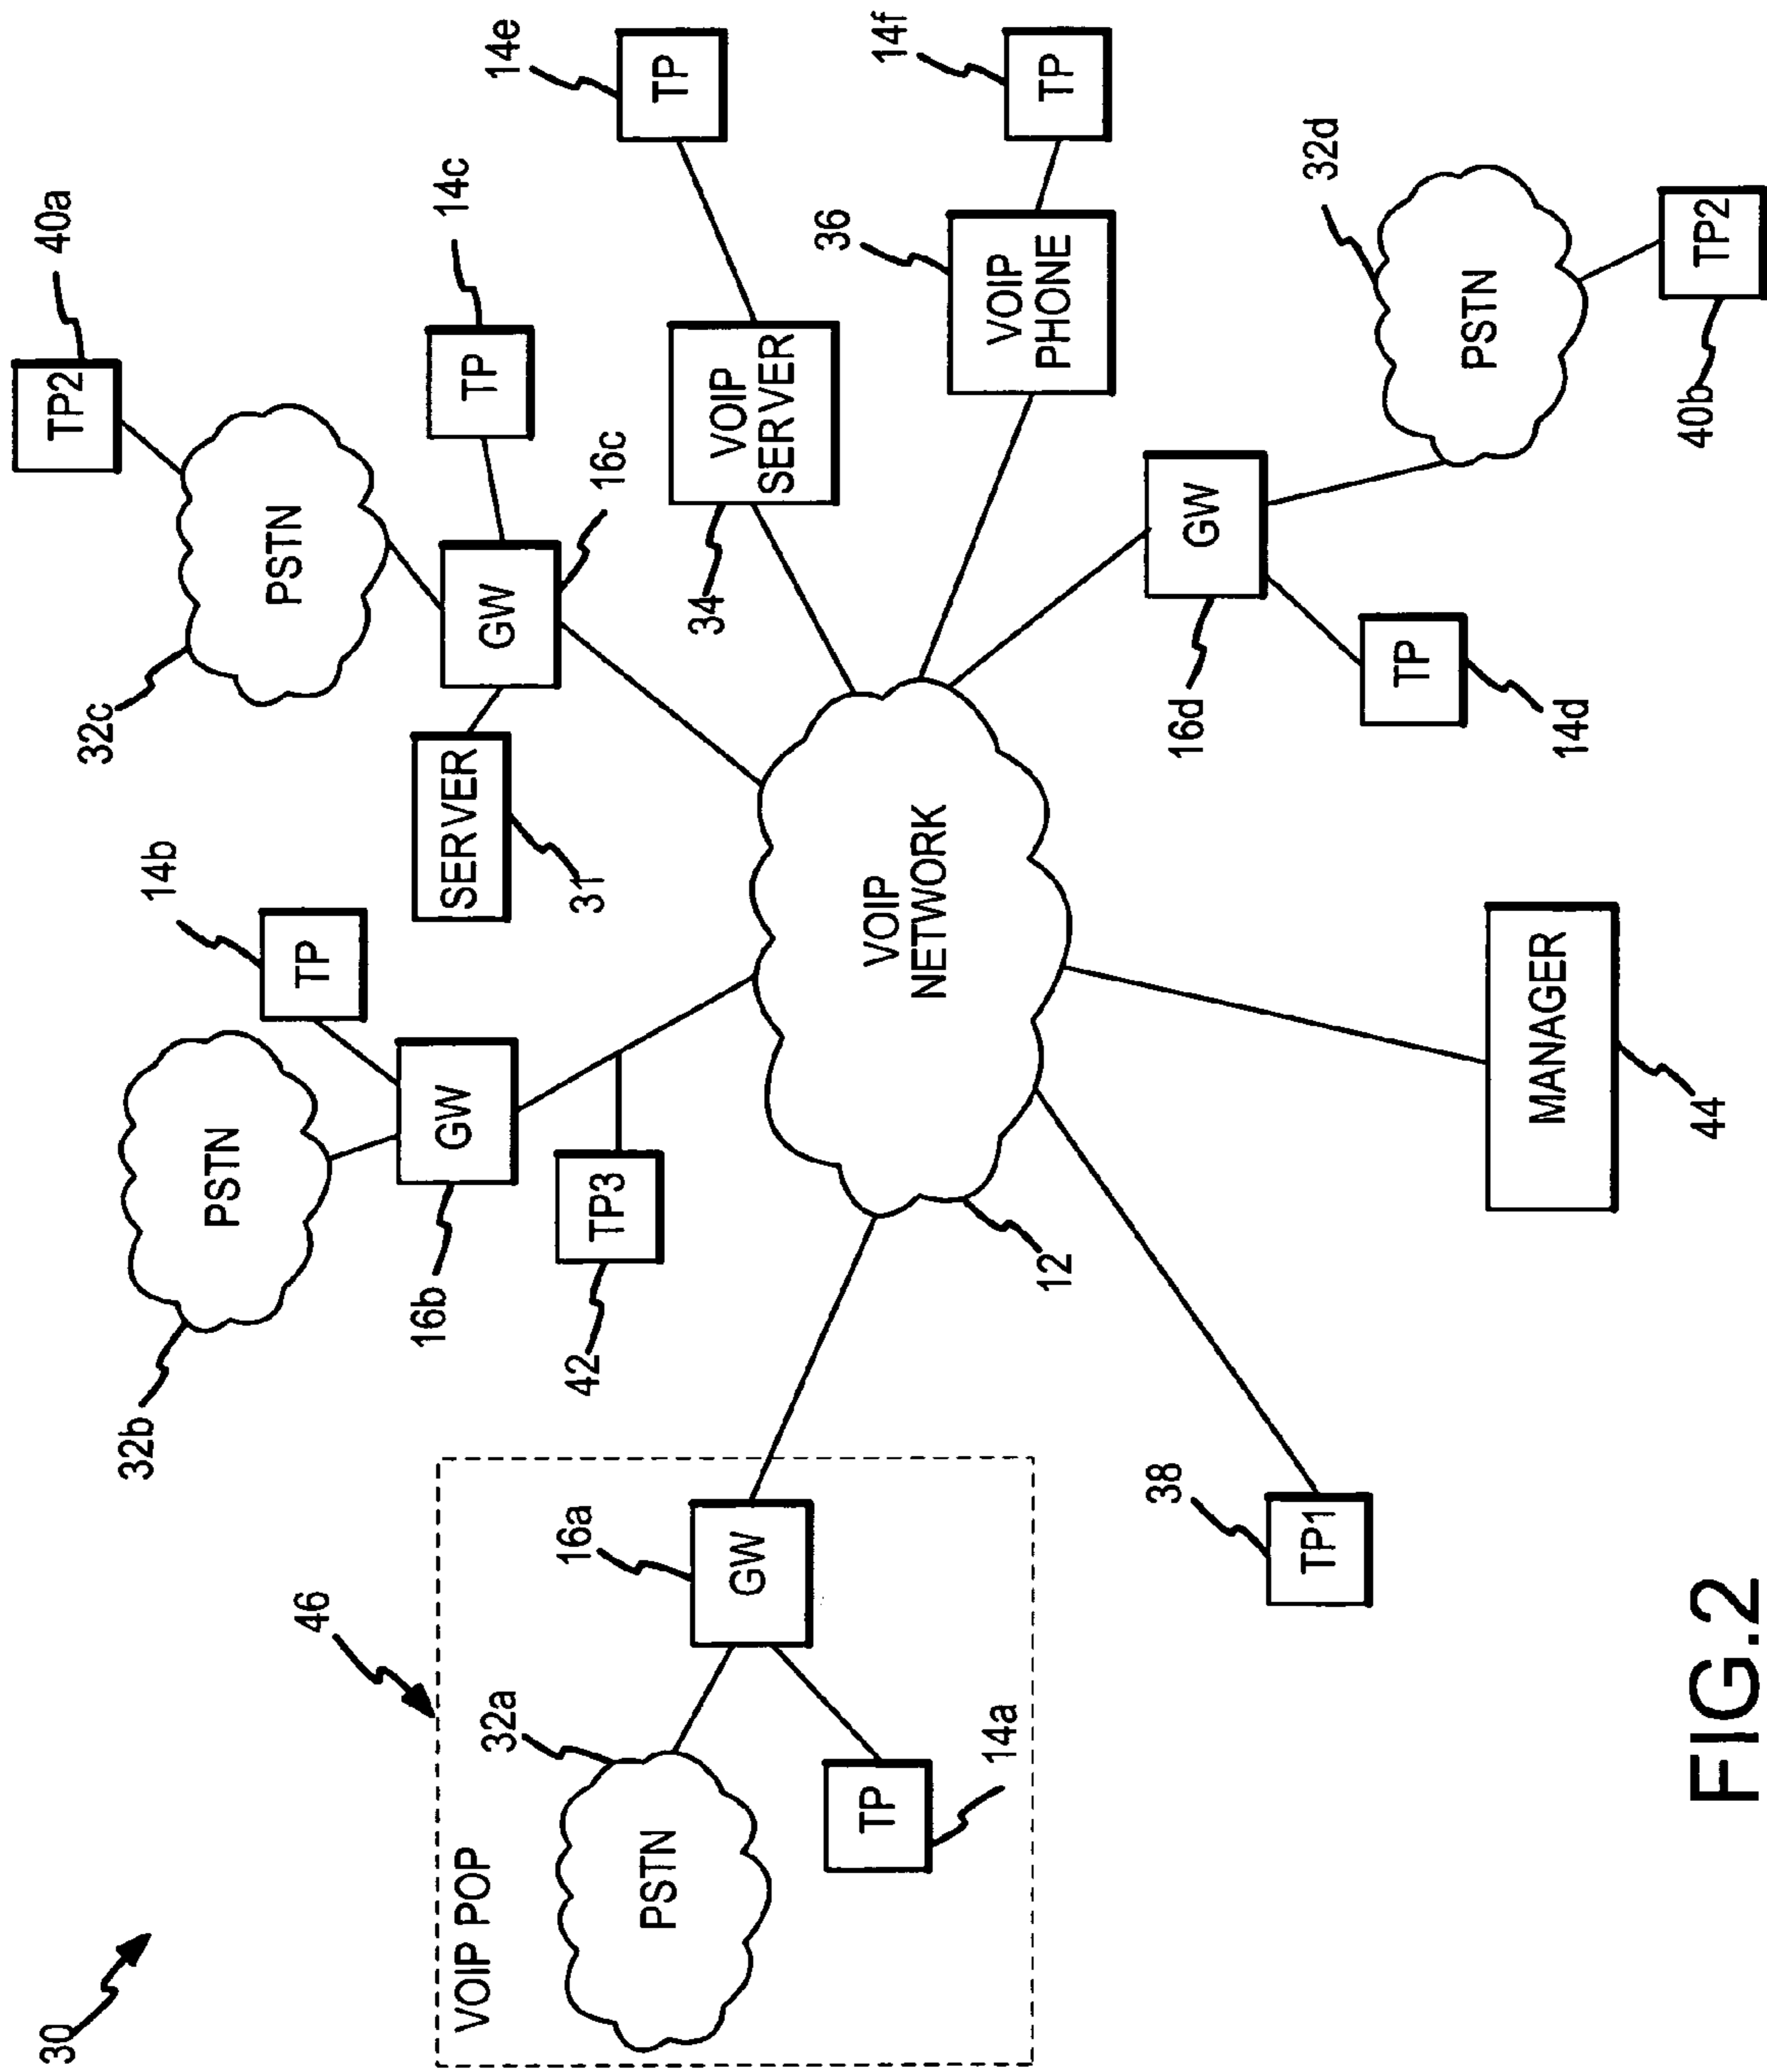 30
VOIP POP
46
PSTN
32a
TP
14a
GW
16a
32b
PSTN
16b
GW
14b
TP
42
TP3
32c
PSTN
40a
TP2
14c
TP
GW
16c
SERVER
31
34
VOIP
SERVER
14e
TP
36
VOIP
PHONE
14f
TP
VOIP
NETWORK
12
16d
GW
TP
14d
32d
PSTN
TP2
40b
38
TP1
MANAGER
44
FIG.2